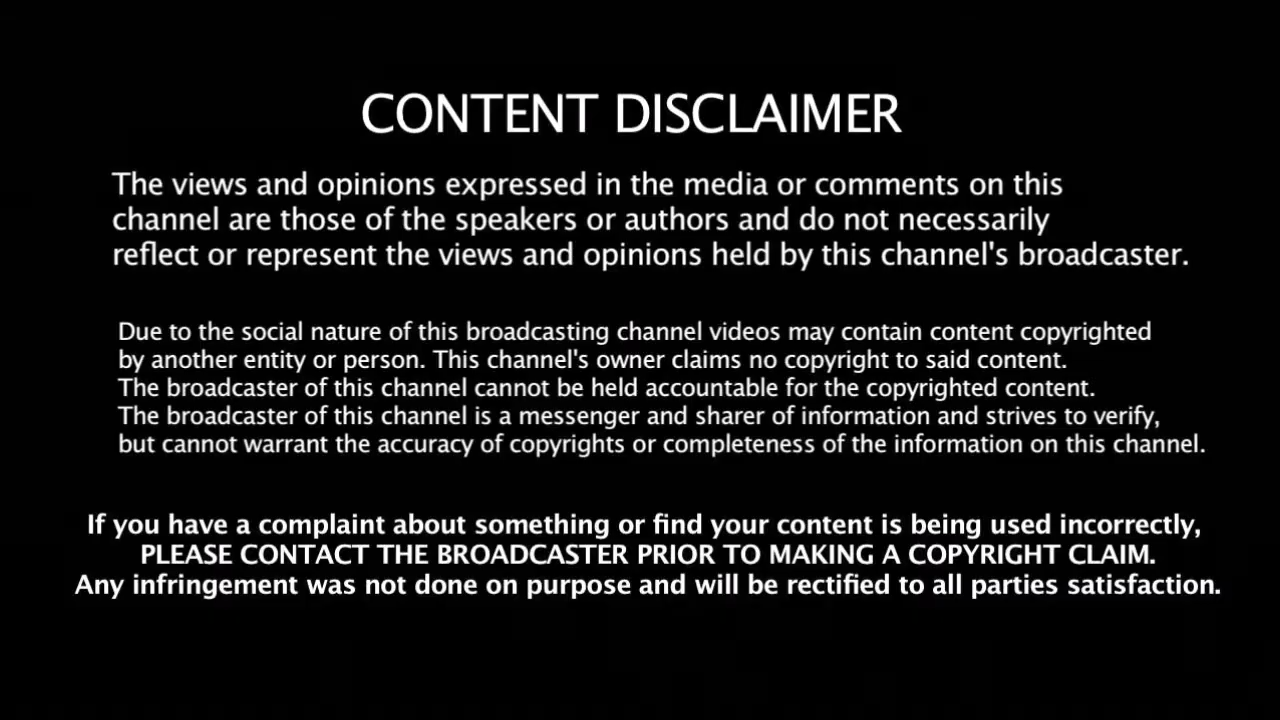 CONTENT DISCLAIMER
The views and opinions expressed in the media or comments on this
channel are those of the speakers or authors and do not necessarily
reflect or represent the views and opinions held by this channel's broadcaster.
Due to the social nature of this broadcasting channel videos may contain content copyrighted
by another entity or person. This channel's owner claims no copyright to said content.
The broadcaster of this channel cannot be held accountable for the copyrighted content.
The broadcaster of this channel is a messenger and sharer of information and strives to verify,
but cannot warrant the accuracy of copyrights or completeness of the information on this channel.
If you have a complaint about something or find your content is being used incorrectly,
PLEASE CONTACT THE BROADCASTER PRIOR TO MAKING A COPYRIGHT CLAIM.
Any infringement was not done on purpose and will be rectified to all parties satisfaction.